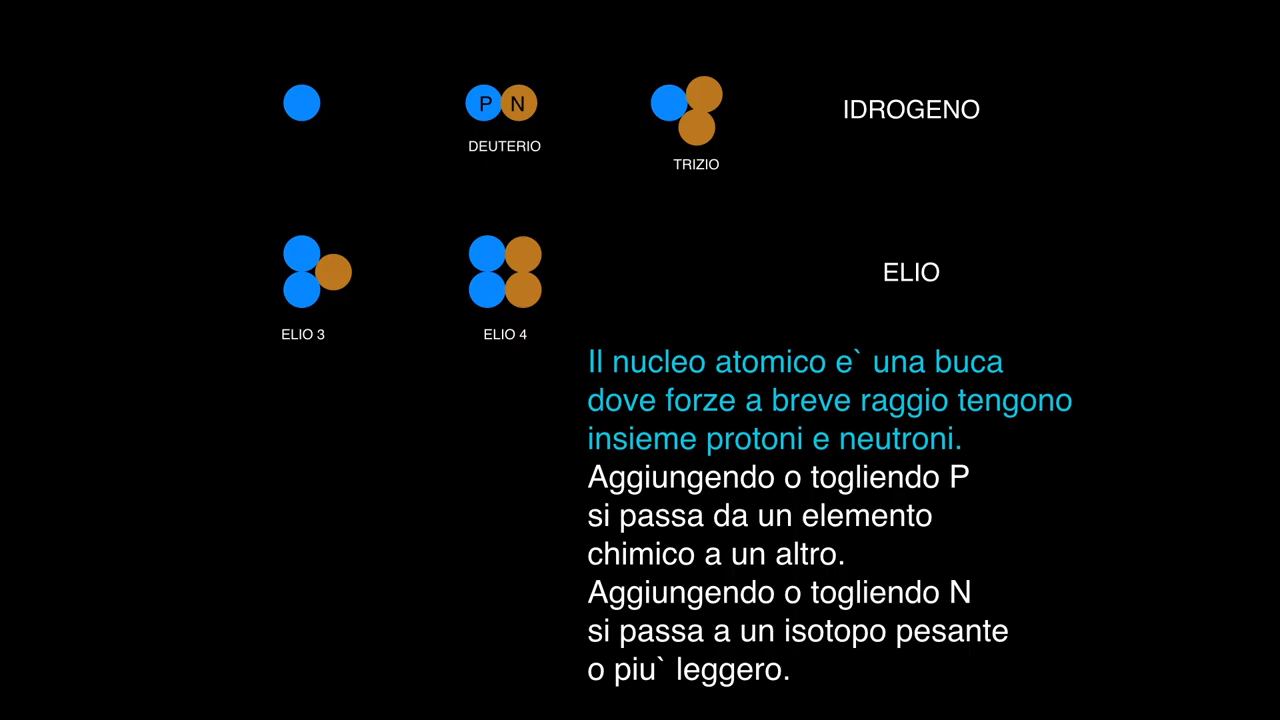 P N
IDROGENO
DEUTERIO
TRIZIO
ELIO
ELIO 3
ELIO 4
Il nucleo atomico e` una buca
dove forze a breve raggio tengono
insieme protoni e neutroni.
Aggiungendo o togliendo P
si passa da un elemento
chimico a un altro.
Aggiungendo o togliendo N
si passa a un isotopo pesante
o piu` leggero.